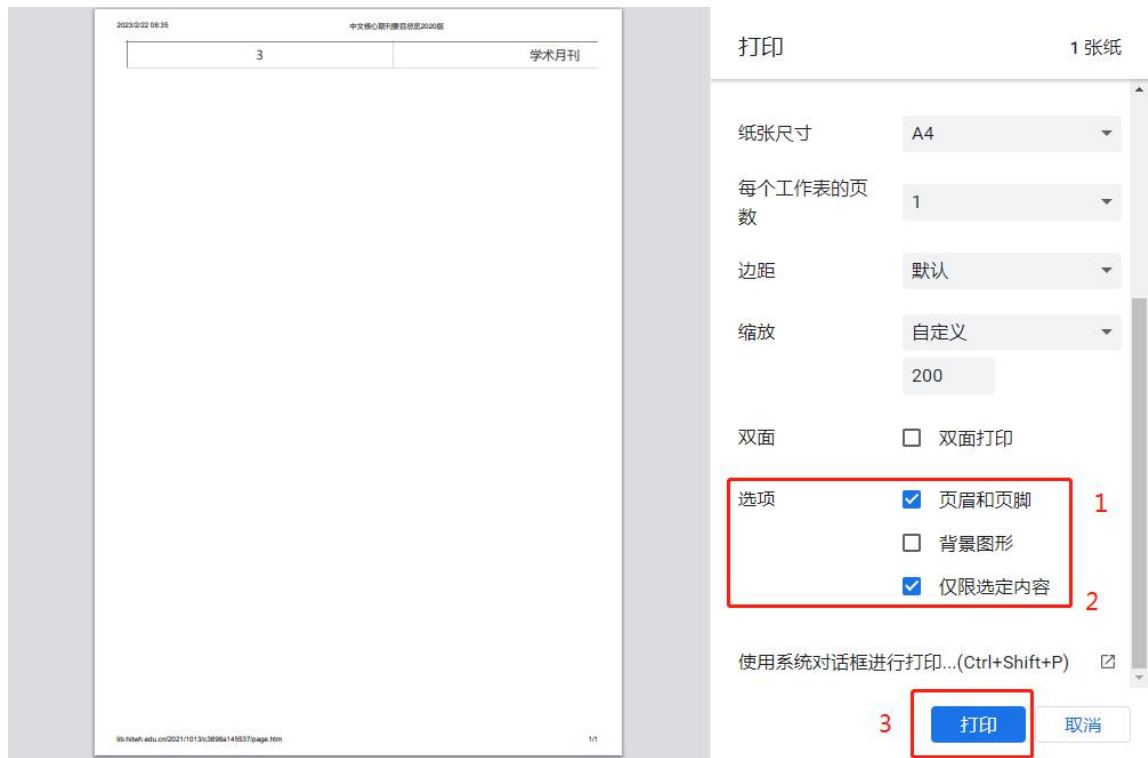 2023/2/22 08:35 中文核心期刊要目总览2020版
3 学术月刊
lib.hitwh.edu.cn/2021/1013/c3898a145537/page.htm 1/1
打印 1 张纸
纸张尺寸 A4
每个工作表的页
数 1
边距 默认
缩放 自定义
200
双面 双面打印
选项 页眉和页脚 1
背景图形
仅限选定内容 2
使用系统对话框进行打印...(Ctrl+Shift+P)
3 打印 取消